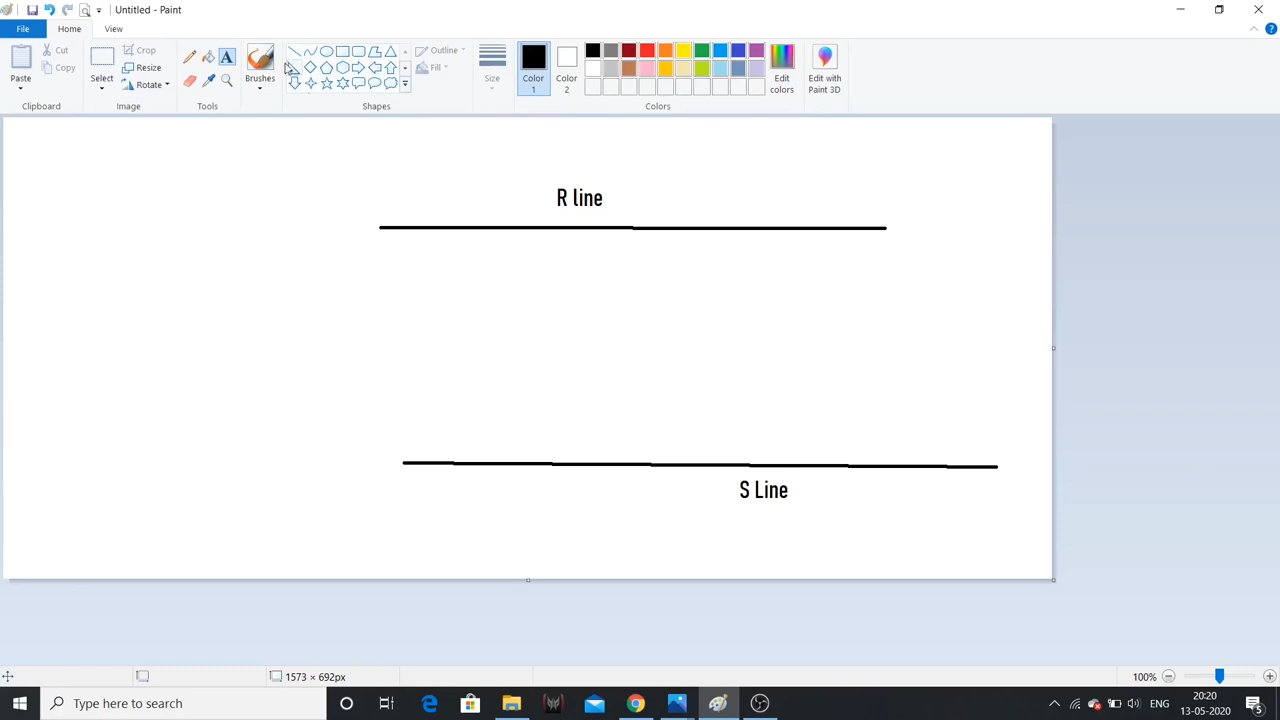 Untitled - Paint
File
Home
View
Paste
Cut
Copy
Clipboard
Select
Crop
Resize
Rotate
Image
Tools
Brushes
Shapes
Outline
Fill
Size
Color 1
Color 2
Colors
Edit colors
Edit with Paint 3D
R line
S Line
1573 × 692px
100%
Type here to search
ENG
20:20
13-05-2020
5